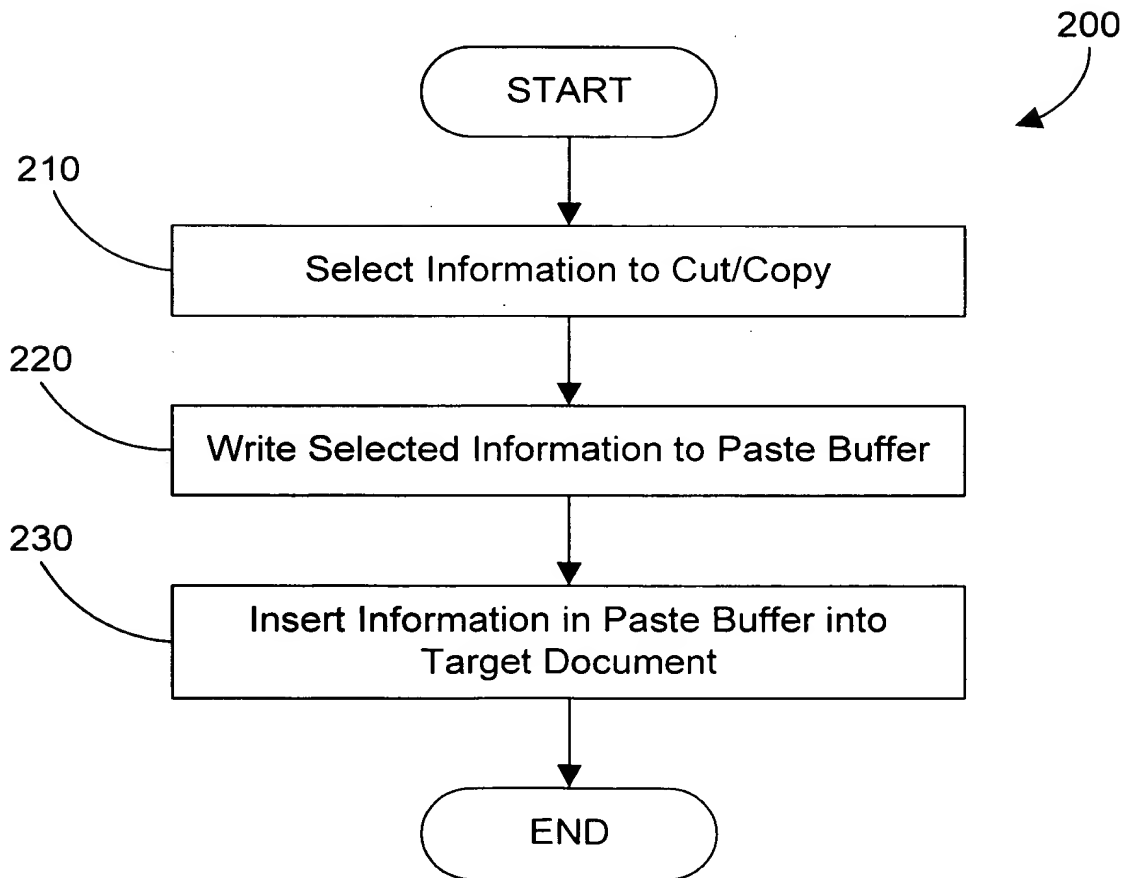 200
START
210
Select Information to Cut/Copy
220
Write Selected Information to Paste Buffer
230
Insert Information in Paste Buffer into
Target Document
END